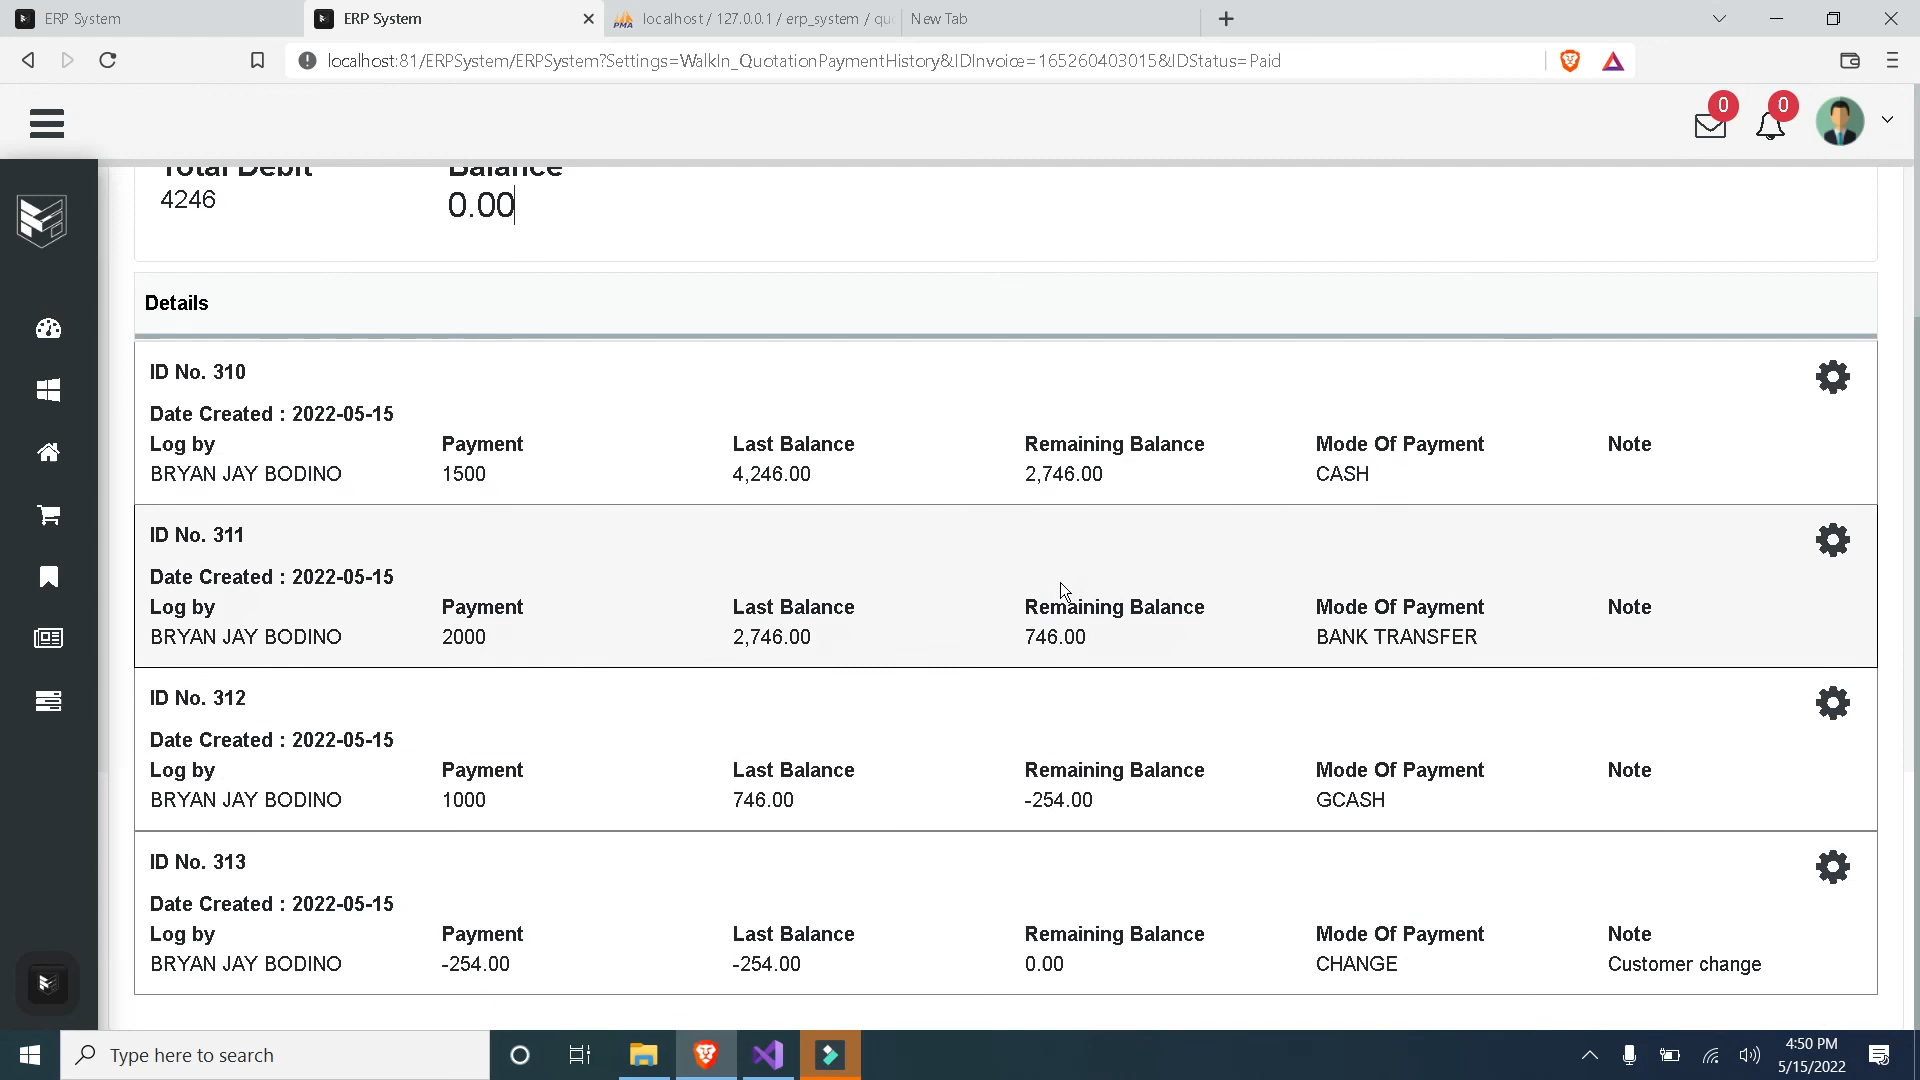 ERP System
ERP System
localhost / 127.0.0.1 / erp_system / qu
New Tab
localhost:81/ERPSystem/ERPSystem?Settings=WalkIn_QuotationPaymentHistory&IDInvoice=165260403015&IDStatus=Paid
0 0
Total Debit Balance
4246 0.00
Details
ID No. 310
Date Created : 2022-05-15
Log by Payment Last Balance Remaining Balance Mode Of Payment Note
BRYAN JAY BODINO 1500 4,246.00 2,746.00 CASH
ID No. 311
Date Created : 2022-05-15
Log by Payment Last Balance Remaining Balance Mode Of Payment Note
BRYAN JAY BODINO 2000 2,746.00 746.00 BANK TRANSFER
ID No. 312
Date Created : 2022-05-15
Log by Payment Last Balance Remaining Balance Mode Of Payment Note
BRYAN JAY BODINO 1000 746.00 -254.00 GCASH
ID No. 313
Date Created : 2022-05-15
Log by Payment Last Balance Remaining Balance Mode Of Payment Note
BRYAN JAY BODINO -254.00 -254.00 0.00 CHANGE Customer change
Type here to search
4:50 PM
5/15/2022